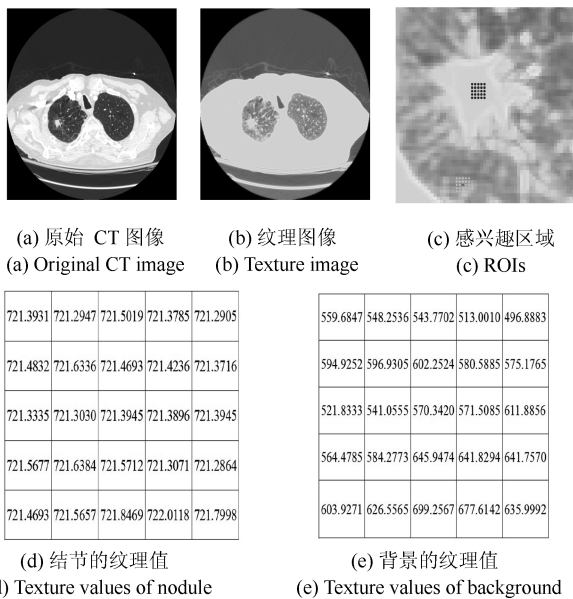 (a) 原始 CT 图像 (b) 纹理图像 (c) 感兴趣区域
(a) Original CT image (b) Texture image (c) ROIs
721.3931 721.2947 721.5019 721.3785 721.2905
721.4832 721.6336 721.4693 721.4236 721.3716
721.3335 721.3030 721.3945 721.3896 721.3945
721.5677 721.6384 721.5712 721.3071 721.2864
721.4693 721.5657 721.8469 722.0118 721.7998
559.6847 548.2536 543.7702 513.0010 496.8883
594.9252 596.9305 602.2524 580.5885 575.1765
521.8333 541.0555 570.3420 571.5085 611.8856
564.4785 584.2773 645.9474 641.8294 641.7570
603.9271 626.5565 699.2567 677.6142 635.9992
(d) 结节的纹理值 (e) 背景的纹理值
) Texture values of nodule (e) Texture values of background